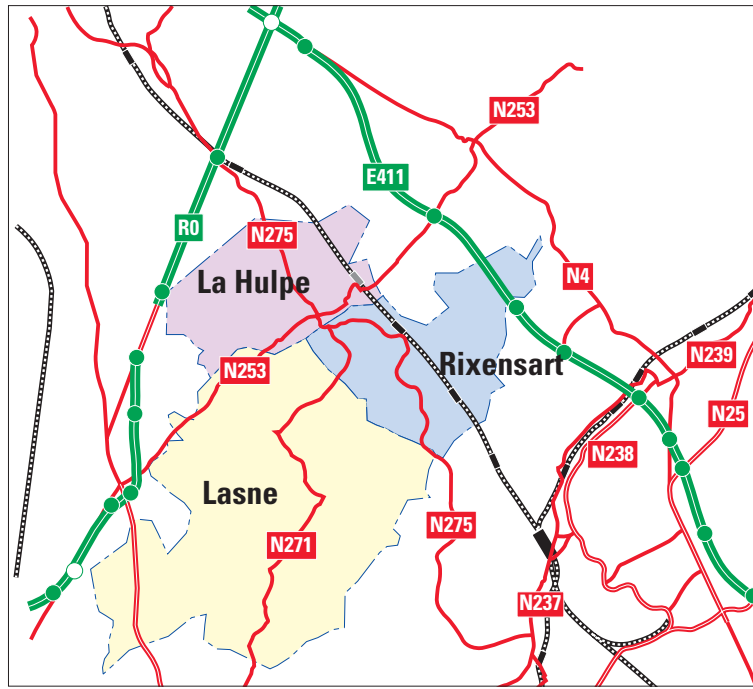 N253
E411
R0
N275
La Hulpe
N4
N239
Rixensart
N253
N25
N238
Lasne
N275
N271
N237